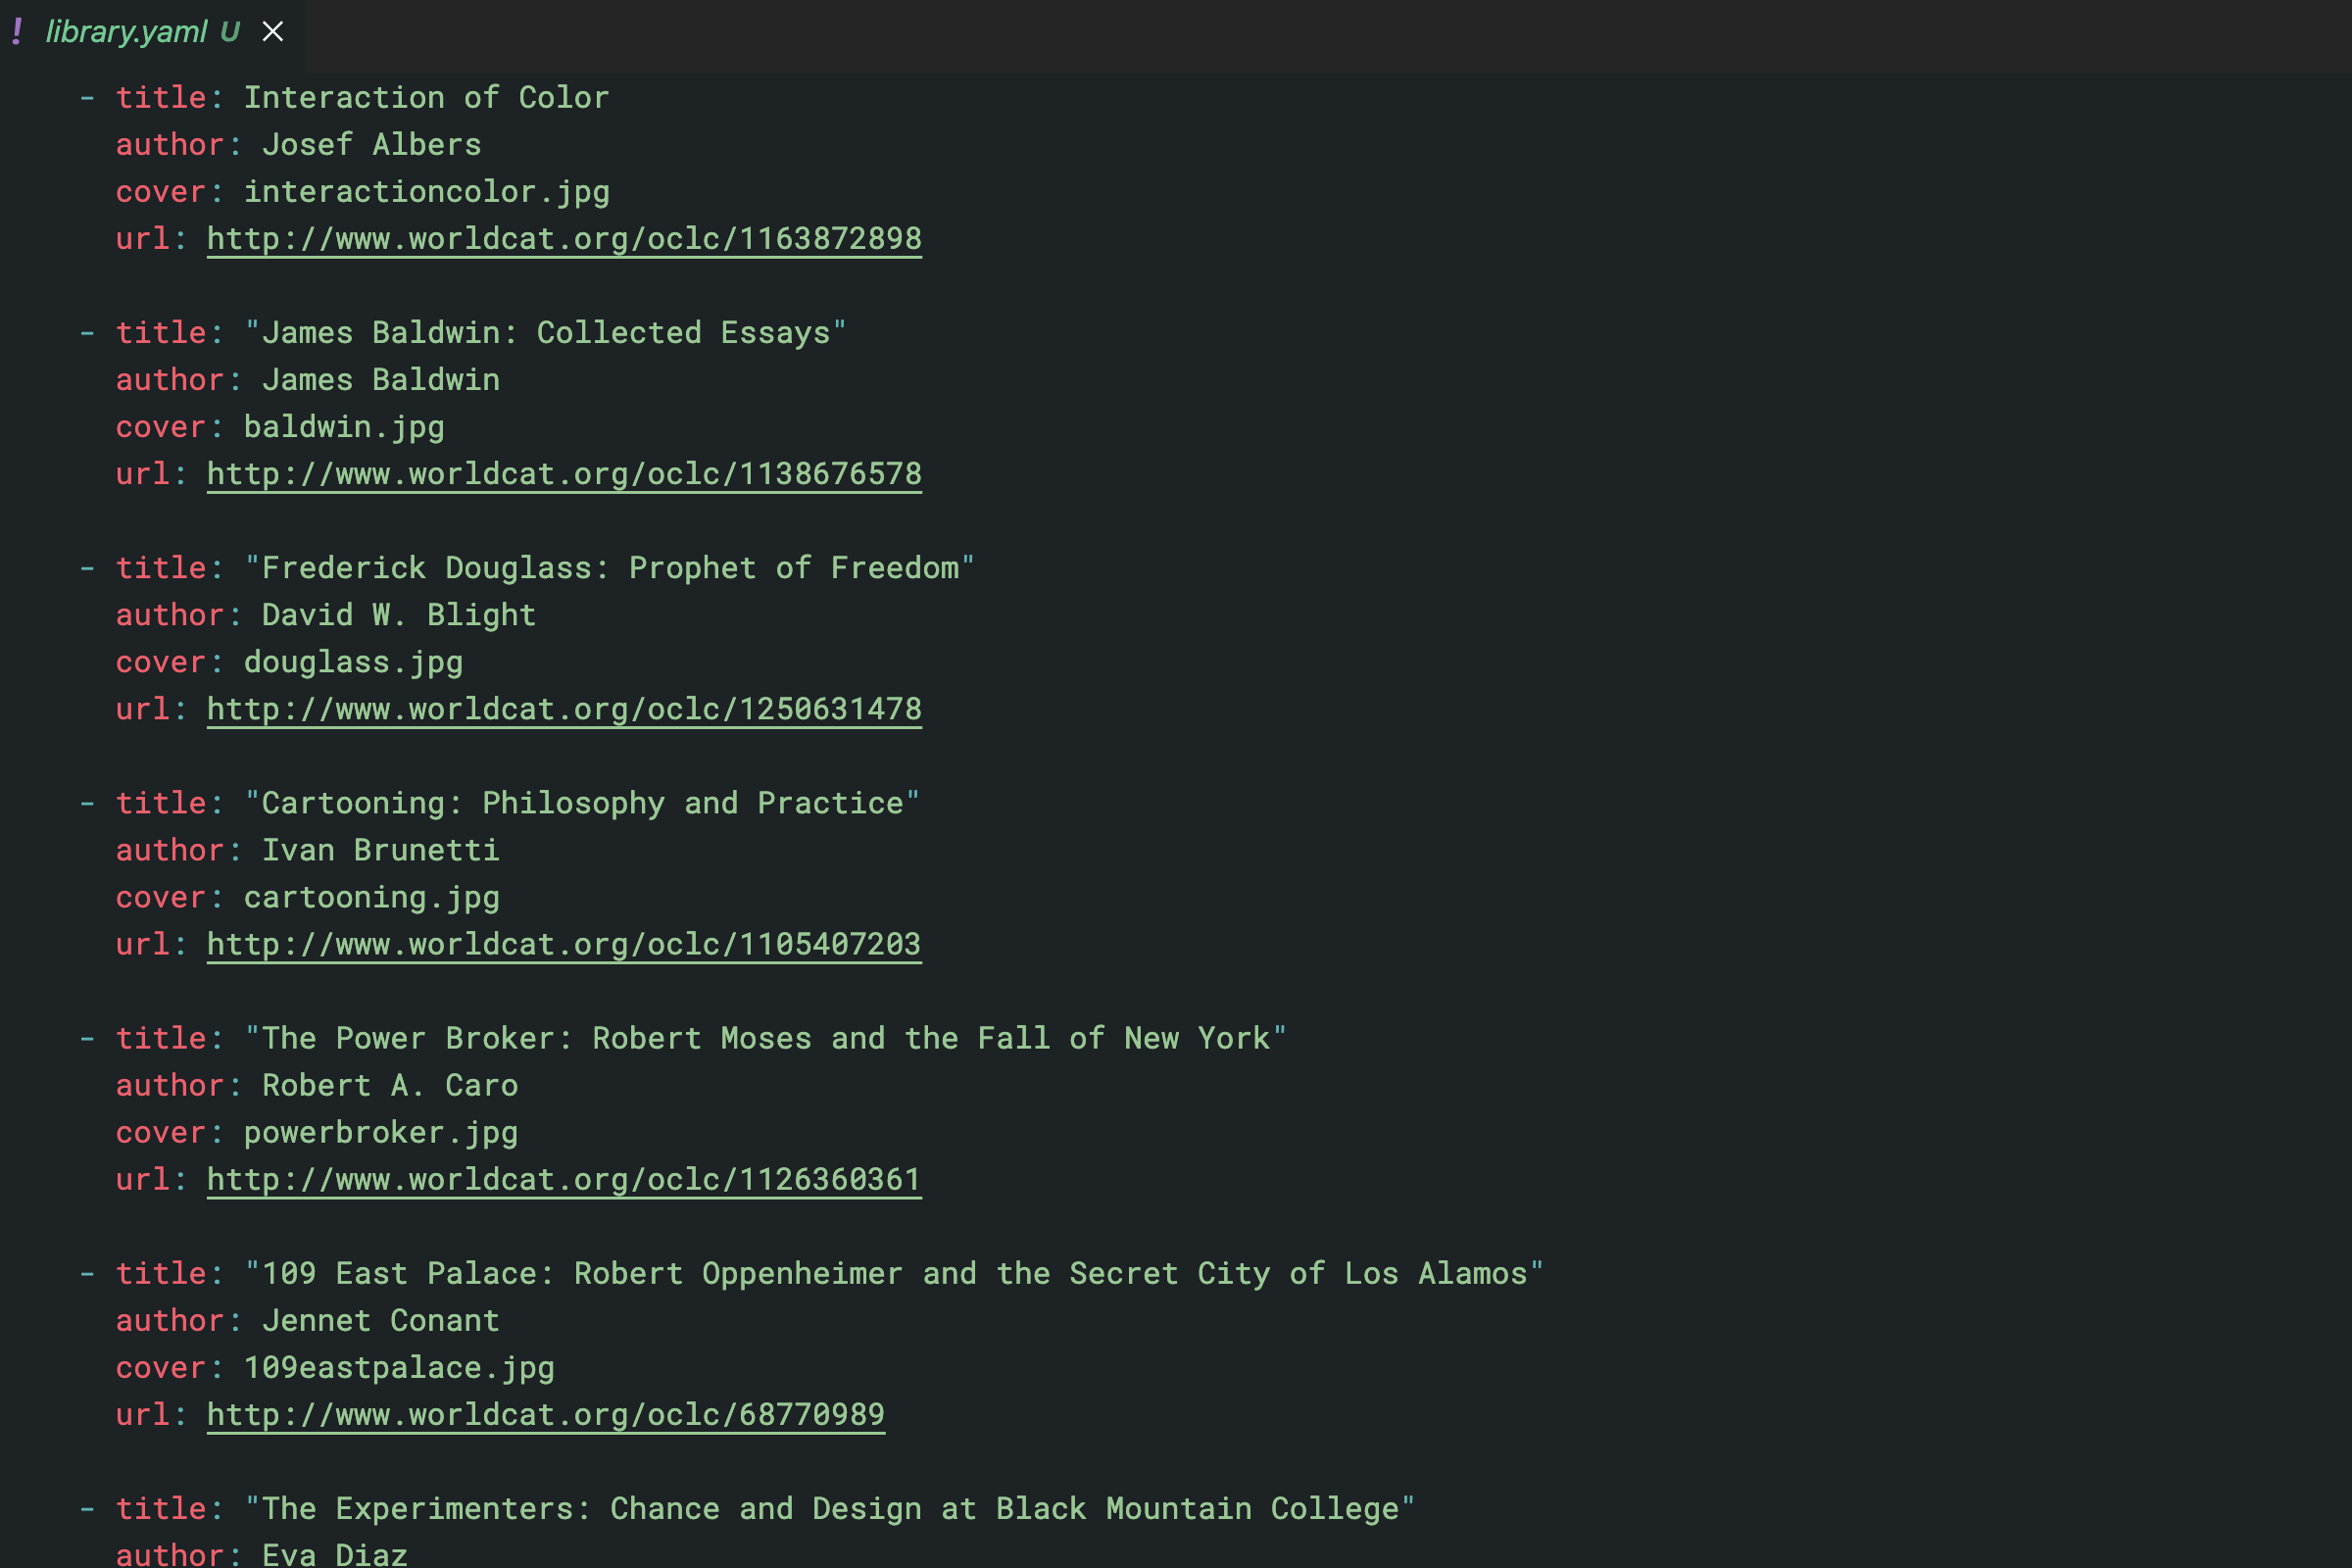 ! library.yaml U ×
- title: Interaction of Color
author: Josef Albers
cover: interactioncolor.jpg
url: http://www.worldcat.org/oclc/1163872898
- title: "James Baldwin: Collected Essays"
author: James Baldwin
cover: baldwin.jpg
url: http://www.worldcat.org/oclc/1138676578
- title: "Frederick Douglass: Prophet of Freedom"
author: David W. Blight
cover: douglass.jpg
url: http://www.worldcat.org/oclc/1250631478
- title: "Cartooning: Philosophy and Practice"
author: Ivan Brunetti
cover: cartooning.jpg
url: http://www.worldcat.org/oclc/1105407203
- title: "The Power Broker: Robert Moses and the Fall of New York"
author: Robert A. Caro
cover: powerbroker.jpg
url: http://www.worldcat.org/oclc/1126360361
- title: "109 East Palace: Robert Oppenheimer and the Secret City of Los Alamos"
author: Jennet Conant
cover: 109eastpalace.jpg
url: http://www.worldcat.org/oclc/68770989
- title: "The Experimenters: Chance and Design at Black Mountain College"
author: Eva Diaz